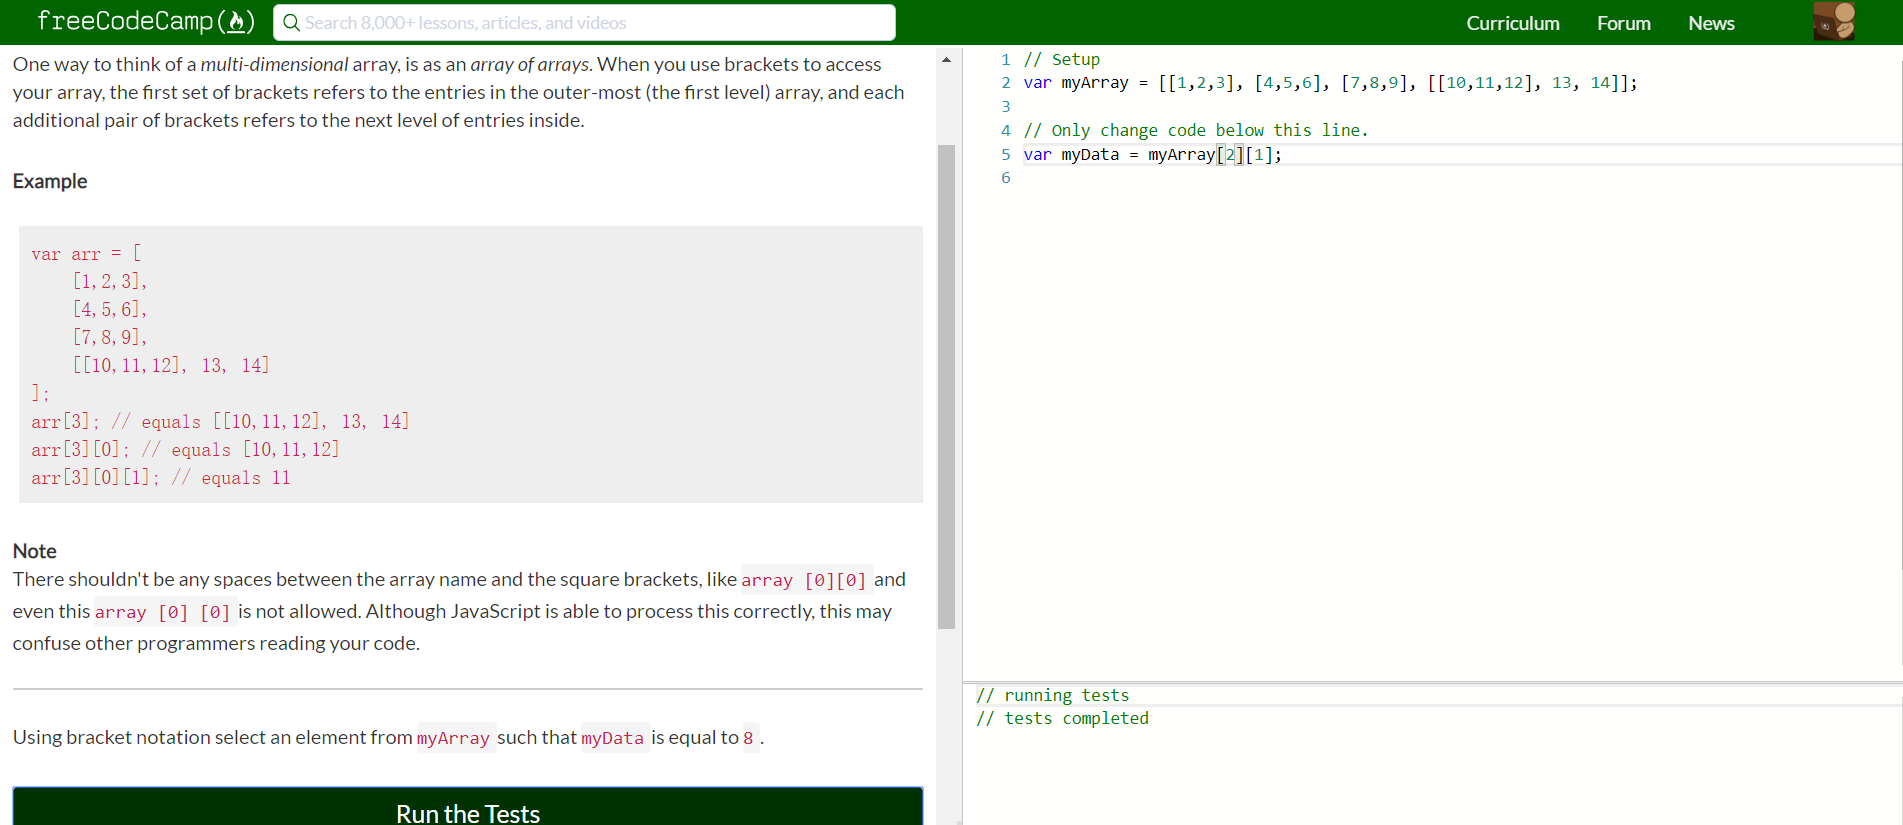 freeCodeCamp(🔥)
Search 8,000+ lessons, articles, and videos
Curriculum
Forum
News
One way to think of a multi-dimensional array, is as an array of arrays. When you use brackets to access
your array, the first set of brackets refers to the entries in the outer-most (the first level) array, and each
additional pair of brackets refers to the next level of entries inside.
Example
var arr = [
    [1,2,3],
    [4,5,6],
    [7,8,9],
    [[10,11,12], 13, 14]
];
arr[3]; // equals [[10,11,12], 13, 14]
arr[3][0]; // equals [10,11,12]
arr[3][0][1]; // equals 11
Note
There shouldn't be any spaces between the array name and the square brackets, like array [0][0] and
even this array [0] [0] is not allowed. Although JavaScript is able to process this correctly, this may
confuse other programmers reading your code.
Using bracket notation select an element from myArray such that myData is equal to 8 .
Run the Tests
1 // Setup
2 var myArray = [[1,2,3], [4,5,6], [7,8,9], [[10,11,12], 13, 14]];
3
4 // Only change code below this line.
5 var myData = myArray[2][1];
6
// running tests
// tests completed